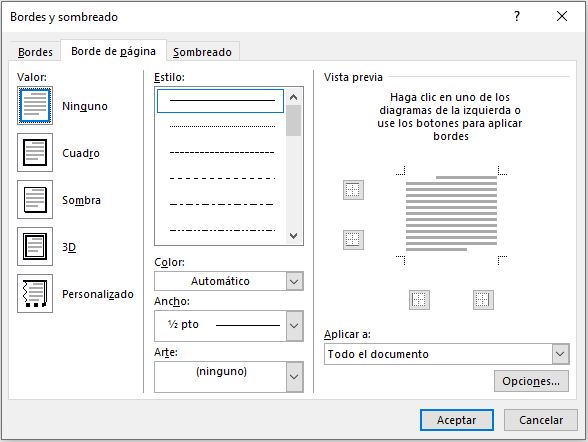 Bordes y sombreado
Bordes
Borde de página
Sombreado
Valor:
Ninguno
Cuadro
Sombra
3D
Personalizado
Estilo:
Color:
Automático
Ancho:
½ pto
Arte:
(ninguno)
Vista previa
Haga clic en uno de los
diagramas de la izquierda o
use los botones para aplicar
bordes
Aplicar a:
Todo el documento
Opciones...
Aceptar
Cancelar